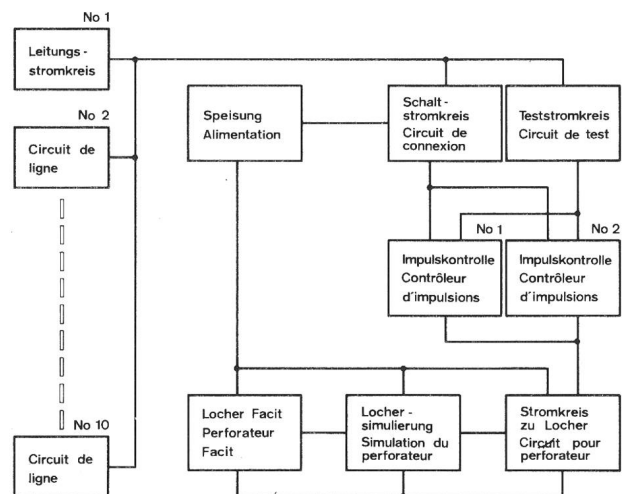 No 1
Leitungs-
stromkreis
No 2
Circuit de
ligne
No 10
Circuit de
ligne
Speisung
Alimentation
Schalt-
stromkreis
Circuit de
connexion
Teststromkreis
Circuit de test
No 1
Impulskontrolle
Contrôleur
d'impulsions
No 2
Impulskontrolle
Contrôleur
d'impulsions
Locher Facit
Perforateur
Facit
Locher-
simulierung
Simulation du
perforateur
Stromkreis
zu Locher
Circuit pour
perforateur